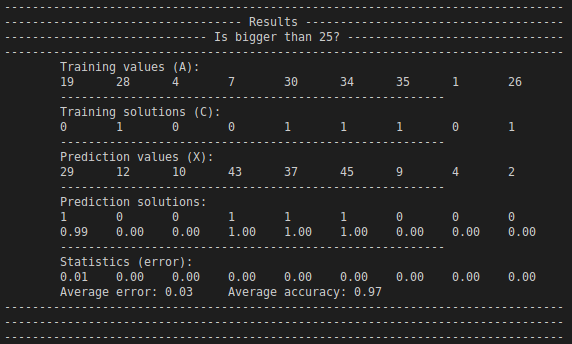 Results
Is bigger than 25?
Training values (A):
19 28 4 7 30 34 35 1 26
Training solutions (C):
0 1 0 0 1 1 1 0 1
Prediction values (X):
29 12 10 43 37 45 9 4 2
Prediction solutions:
1 0 0 1 1 1 0 0 0
0.99 0.00 0.00 1.00 1.00 1.00 0.00 0.00 0.00
Statistics (error):
0.01 0.00 0.00 0.00 0.00 0.00 0.00 0.00 0.00
Average error: 0.03 Average accuracy: 0.97